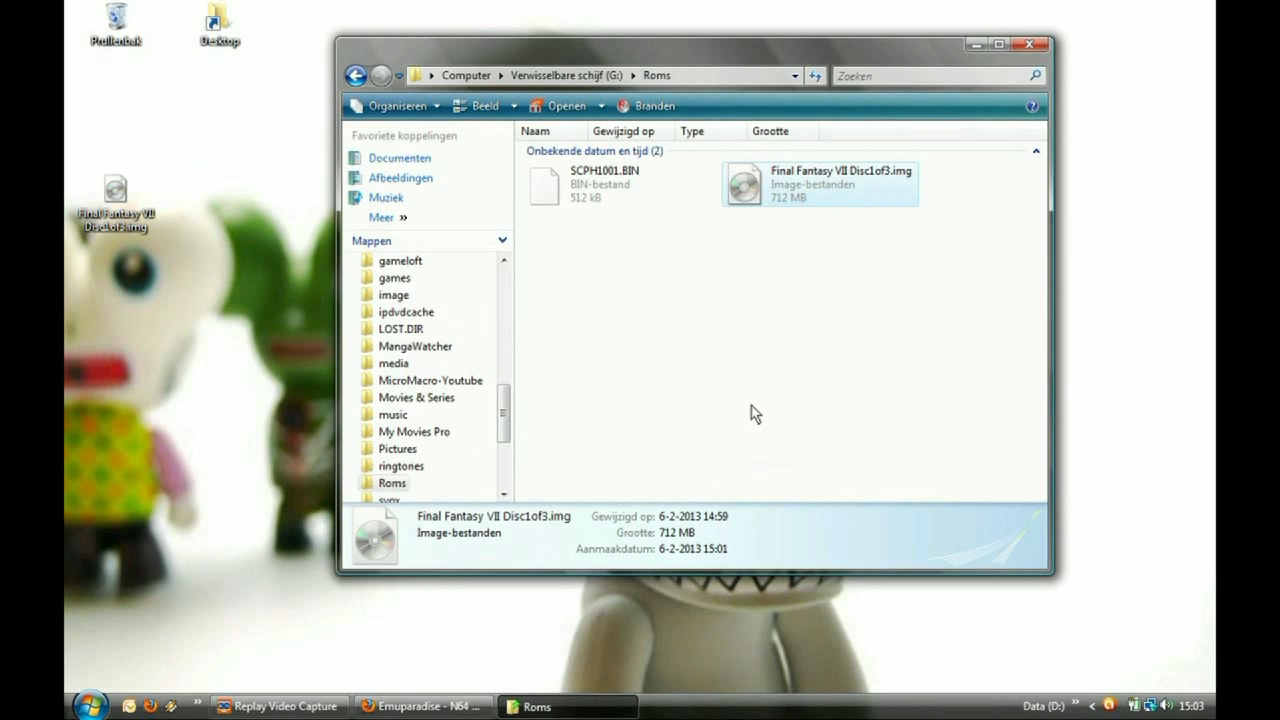 Prullenbak
Desktop
Final Fantasy VII
Disc1of3.img
Computer Verwisselbare schijf (G:) Roms
Zoeken
Organiseren Beeld Openen Branden
Favoriete koppelingen
Documenten
Afbeeldingen
Muziek
Meer »
Mappen
gameloft
games
image
ipdvdcache
LOST.DIR
MangaWatcher
media
MicroMacro-Youtube
Movies & Series
music
My Movies Pro
Pictures
ringtones
Roms
svox
Naam Gewijzigd op Type Grootte
Onbekende datum en tijd (2)
SCPH1001.BIN
BIN-bestand
512 kB
Final Fantasy VII Disc1of3.img
Image-bestanden
712 MB
Final Fantasy VII Disc1of3.img Gewijzigd op: 6-2-2013 14:59
Image-bestanden Grootte: 712 MB
Aanmaakdatum: 6-2-2013 15:01
» Replay Video Capture Emuparadise - N64 ... Roms Data (D:) » < 15:03